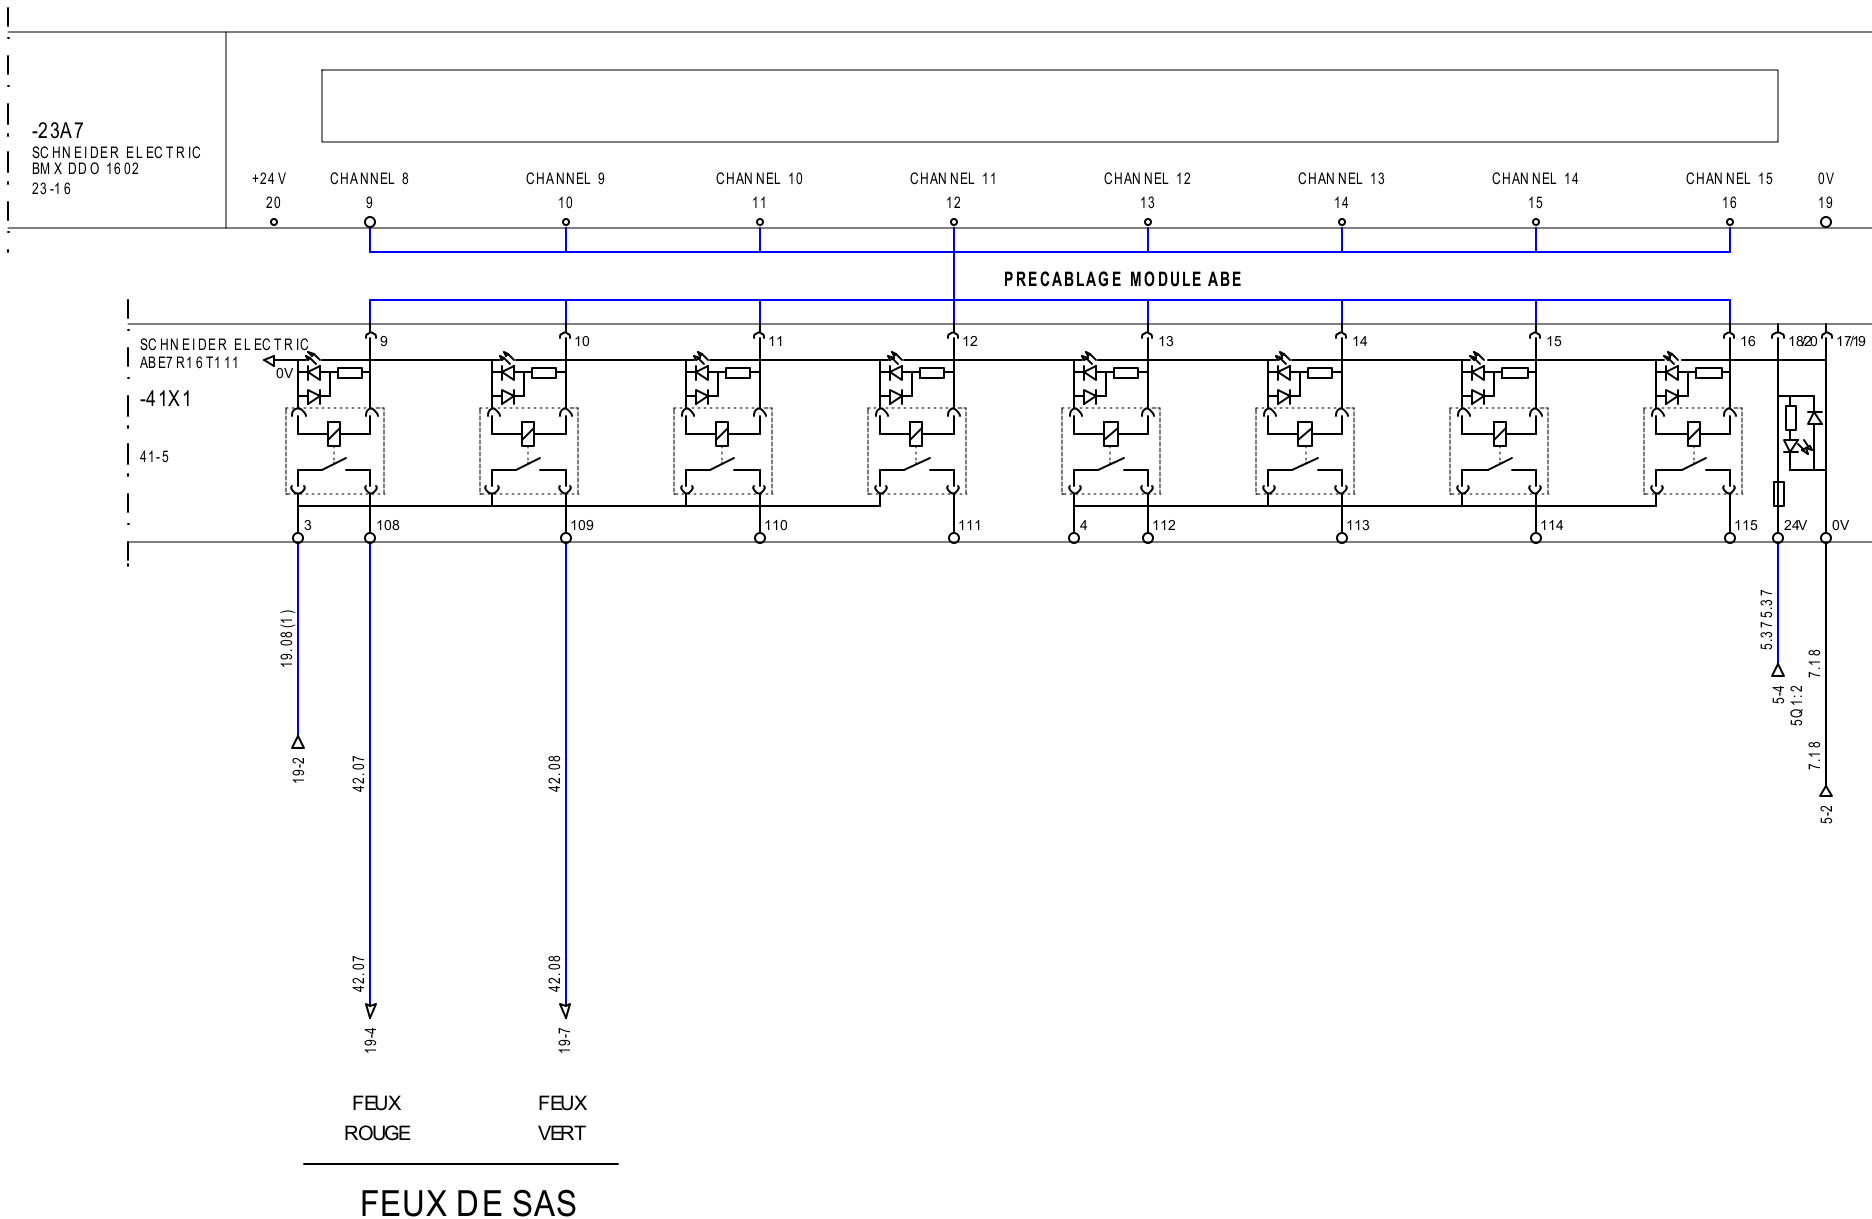 -23A7
SCHNEIDER ELECTRIC
BMX DDO 1602
23-16
+24V CHANNEL 8 CHANNEL 9 CHANNEL 10 CHANNEL 11 CHANNEL 12 CHANNEL 13 CHANNEL 14 CHANNEL 15 0V
20 9 10 11 12 13 14 15 16 19
PRECABLAGE MODULE ABE
SCHNEIDER ELECTRIC
ABE7R16T111
-41X1
41-5
9 10 11 12 13 14 15 16 18/20 17/19
0V
3 108 109 110 111 4 112 113 114 115 24V 0V
19.08(1)
19-2
42.07
42.07
19-4
42.08
42.08
19-7
5.37 5.37
5-4
5Q1:2
7.18
7.18
5-2
FEUX
ROUGE
FEUX
VERT
FEUX DE SAS